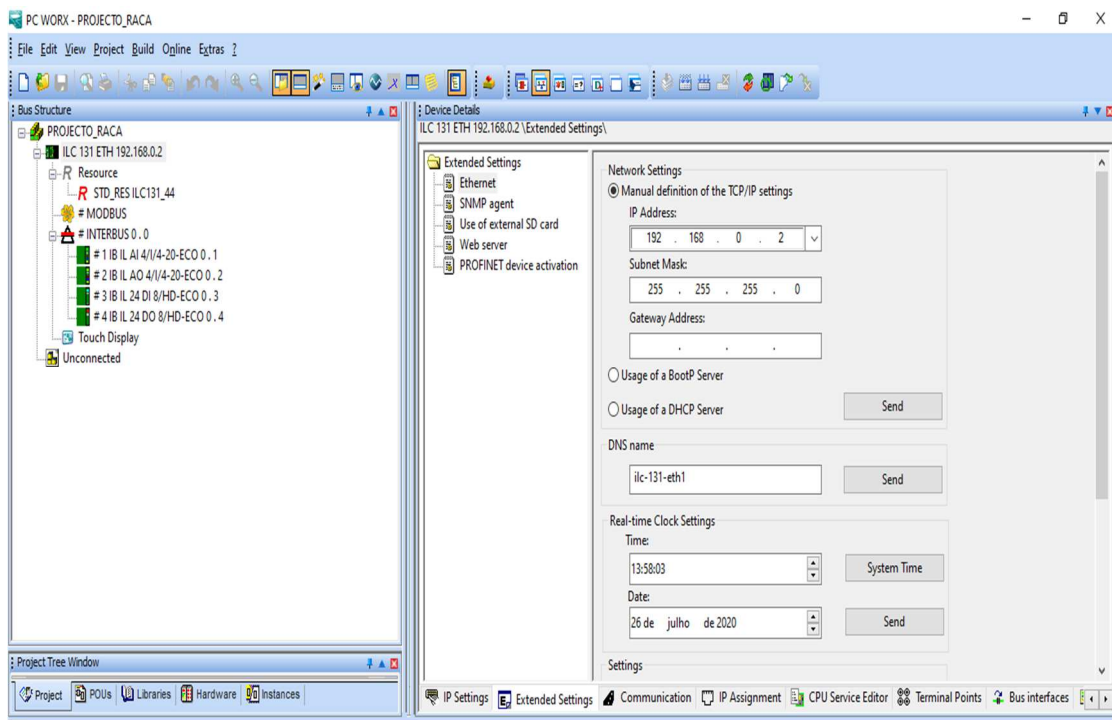 PC WORX - PROJECTO_RACA
File Edit View Project Build Online Extras ?
Bus Structure
PROJECTO_RACA
ILC 131 ETH 192.168.0.2
Resource
STD_RES ILC131_44
# MODBUS
# INTERBUS 0 . 0
# 1 IB IL AI 4/I/4-20-ECO 0 . 1
# 2 IB IL AO 4/I/4-20-ECO 0 . 2
# 3 IB IL 24 DI 8/HD-ECO 0 . 3
# 4 IB IL 24 DO 8/HD-ECO 0 . 4
Touch Display
Unconnected
Project Tree Window
Project POUs Libraries Hardware Instances
Device Details
ILC 131 ETH 192.168.0.2 \Extended Settings\
Extended Settings
Ethernet
SNMP agent
Use of external SD card
Web server
PROFINET device activation
Network Settings
Manual definition of the TCP/IP settings
IP Address:
192 . 168 . 0 . 2
Subnet Mask:
255 . 255 . 255 . 0
Gateway Address:
. . .
Usage of a BootP Server
Usage of a DHCP Server
Send
DNS name
ilc-131-eth1
Send
Real-time Clock Settings
Time:
13:58:03
System Time
Date:
26 de julho de 2020
Send
Settings
IP Settings Extended Settings Communication IP Assignment CPU Service Editor Terminal Points Bus interfaces